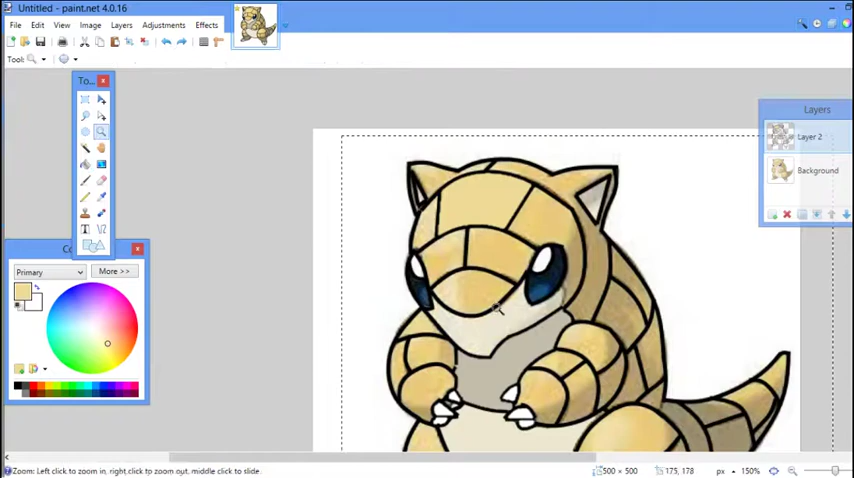 Untitled - paint.net 4.0.16
File Edit View Image Layers Adjustments Effects
Tool:
To...
Layers
Layer 2
Background
Co
Primary
More >>
Zoom: Left click to zoom in, right click to zoom out, middle click to slide.
500 × 500
175, 178
px
150%